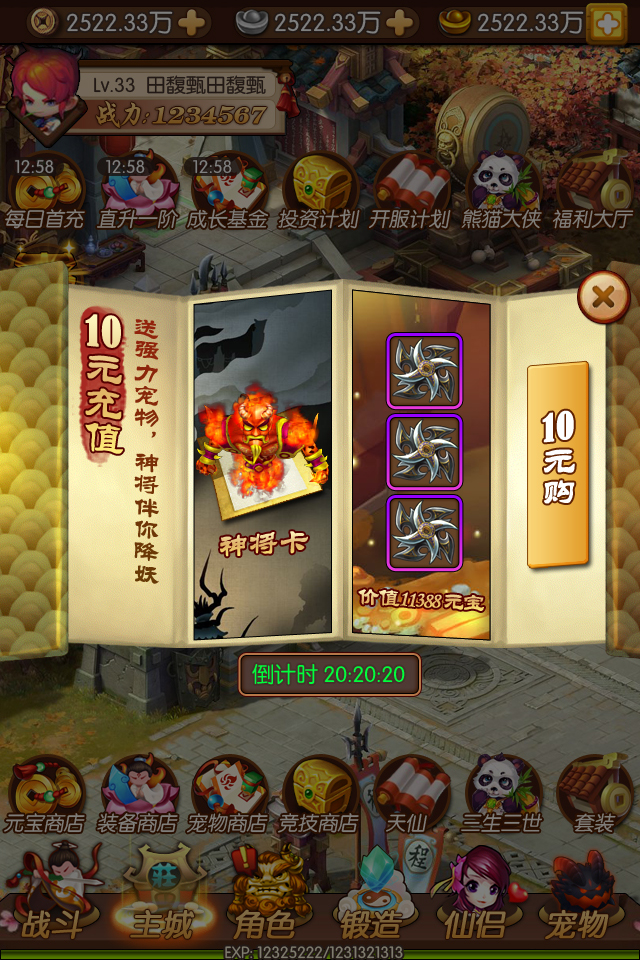 2522.33万
2522.33万
2522.33万
Lv.33 田馥甄田馥甄
战力:1234567
12:58
12:58
12:58
每日首充
直升一阶
成长基金
投资计划
开服计划
熊猫大侠
福利大厅
10元充值
送强力宠物，神将伴你降妖
神将卡
价值11388元宝
10元购
倒计时 20:20:20
元宝商店
装备商店
宠物商店
竞技商店
天仙
三生三世
套装
程
战斗
主城
角色
锻造
仙侣
宠物
EXP: 12325222/1231321313